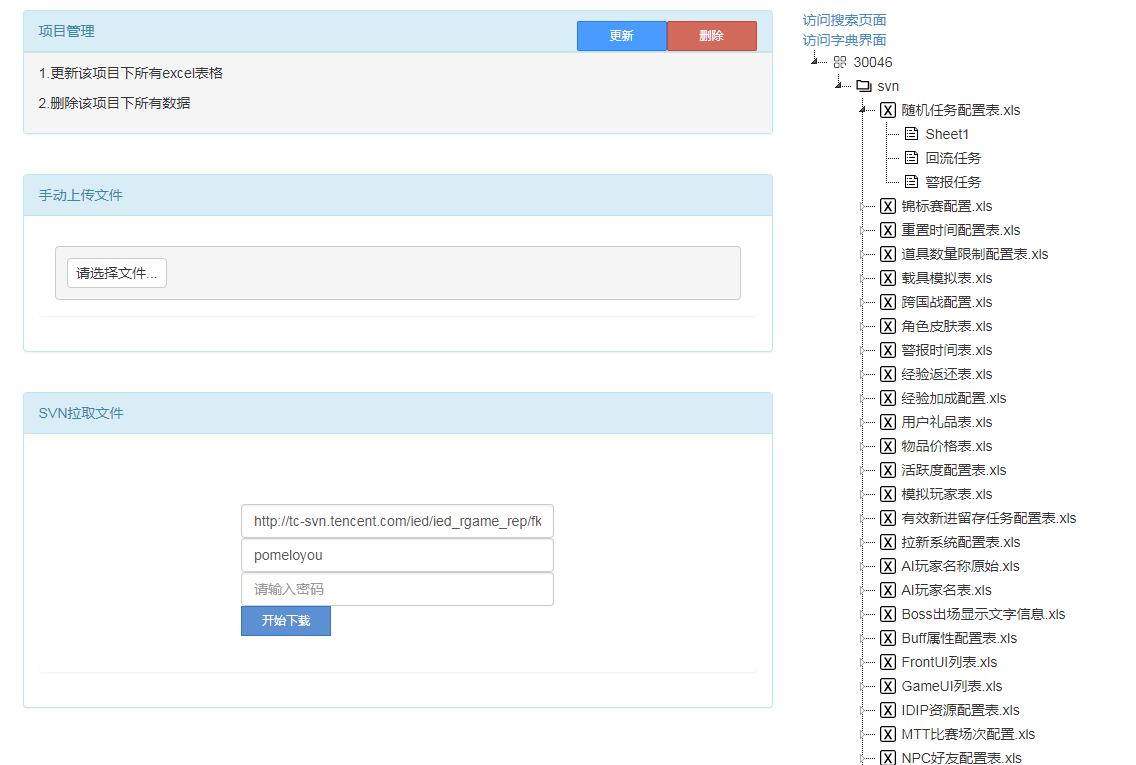 项目管理
更新
删除
1.更新该项目下所有excel表格
2.删除该项目下所有数据
手动上传文件
请选择文件...
SVN拉取文件
http://tc-svn.tencent.com/ied/ied_rgame_rep/fk
pomeloyou
请输入密码
开始下载
访问搜索页面
访问字典界面
30046
svn
随机任务配置表.xls
Sheet1
回流任务
警报任务
锦标赛配置.xls
重置时间配置表.xls
道具数量限制配置表.xls
载具模拟表.xls
跨国战配置.xls
角色皮肤表.xls
警报时间表.xls
经验返还表.xls
经验加成配置.xls
用户礼品表.xls
物品价格表.xls
活跃度配置表.xls
模拟玩家表.xls
有效新进留存任务配置表.xls
拉新系统配置表.xls
AI玩家名称原始.xls
AI玩家名表.xls
Boss出场显示文字信息.xls
Buff属性配置表.xls
FrontUI列表.xls
GameUI列表.xls
IDIP资源配置表.xls
MTT比赛场次配置.xls
NPC好友配置表.xls